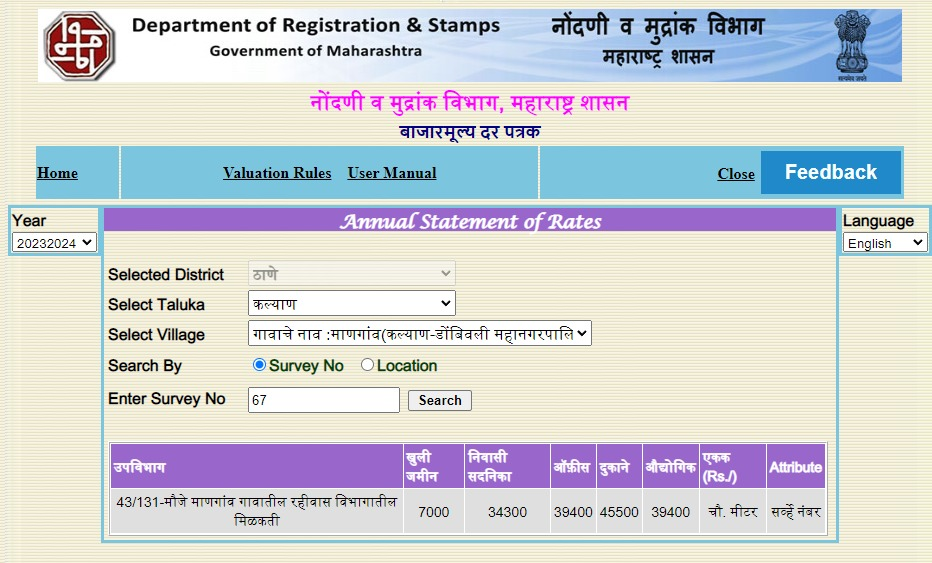 Department of Registration & Stamps
Government of Maharashtra
नोंदणी व मुद्रांक विभाग
महाराष्ट्र शासन
सत्यमेव जयते
नोंदणी व मुद्रांक विभाग, महाराष्ट्र शासन
बाजारमूल्य दर पत्रक
Home Valuation Rules User Manual Close Feedback
Year Annual Statement of Rates Language
20232024 English
Selected District ठाणे
Select Taluka कल्याण
Select Village गावाचे नाव :माणगांव(कल्याण-डोंबिवली महानगरपालि
Search By Survey No Location
Enter Survey No 67 Search
उपविभाग खुली जमीन निवासी सदनिका ऑफ़ीस दुकाने औद्योगिक एकक (Rs./) Attribute
43/131-मौजे माणगांव गावातील रहीवास विभागातील मिळकती 7000 34300 39400 45500 39400 चौ. मीटर सर्व्हे नंबर